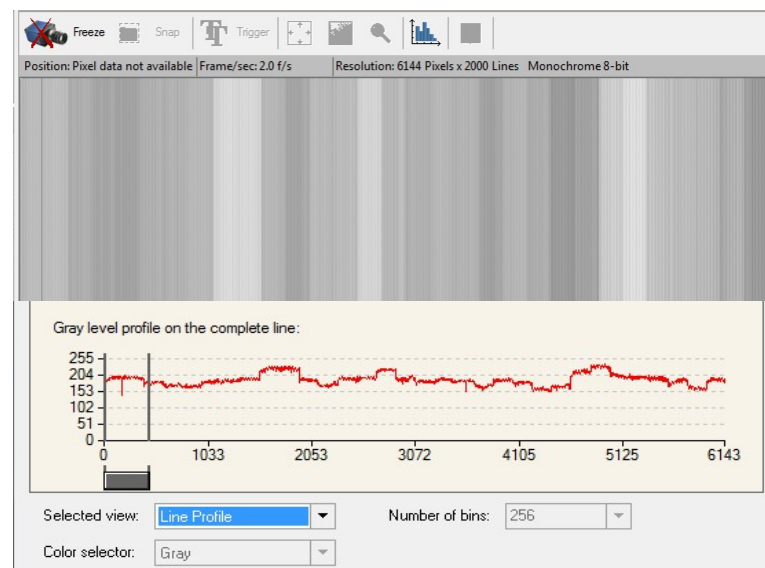 Freeze Snap Trigger
Position: Pixel data not available Frame/sec: 2.0 f/s Resolution: 6144 Pixels x 2000 Lines Monochrome 8-bit
Gray level profile on the complete line:
255
204
153
102
51
0
0 1033 2053 3072 4105 5125 6143
Selected view: Line Profile Number of bins: 256
Color selector: Gray